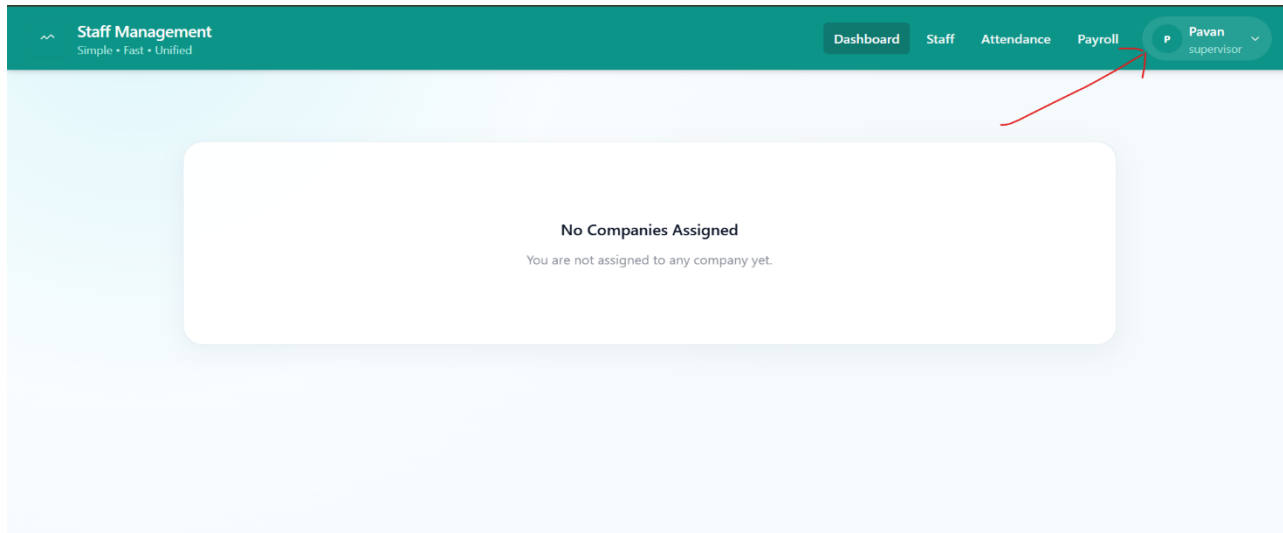 Staff Management
Simple • Fast • Unified
Dashboard
Staff
Attendance
Payroll
P
Pavan
supervisor
No Companies Assigned
You are not assigned to any company yet.